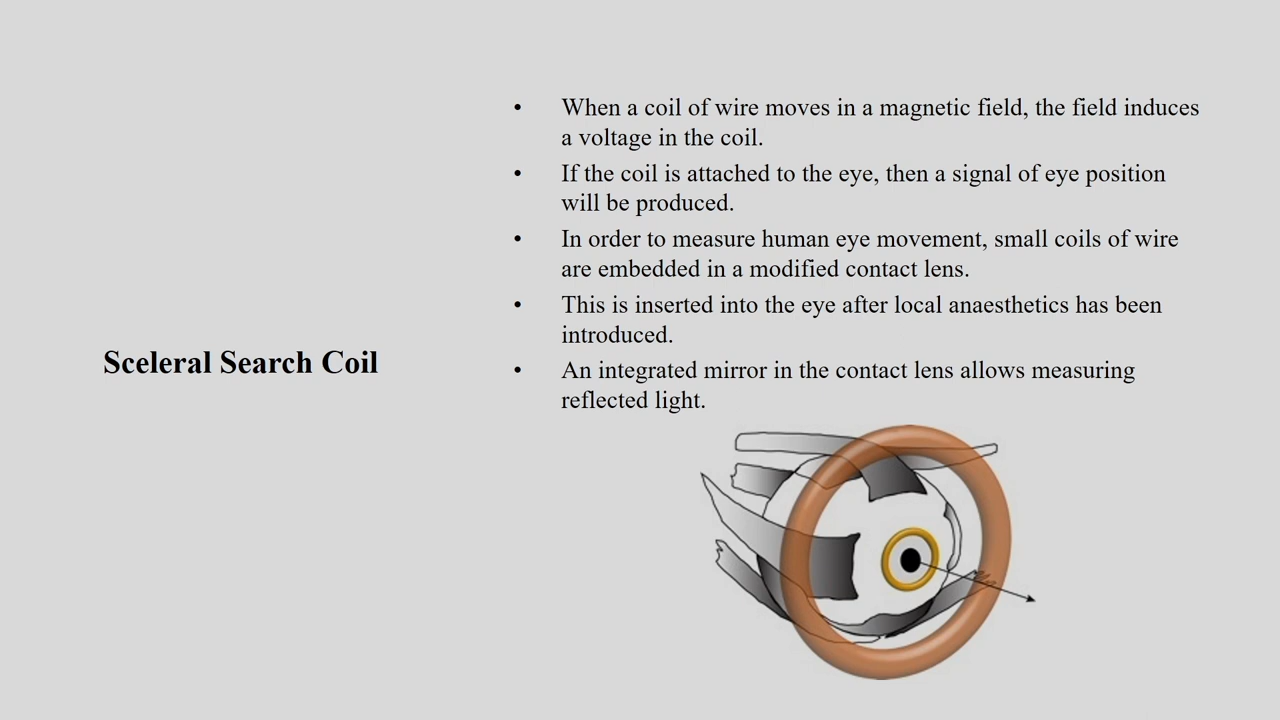 Sceleral Search Coil
• When a coil of wire moves in a magnetic field, the field induces
a voltage in the coil.
• If the coil is attached to the eye, then a signal of eye position
will be produced.
• In order to measure human eye movement, small coils of wire
are embedded in a modified contact lens.
• This is inserted into the eye after local anaesthetics has been
introduced.
• An integrated mirror in the contact lens allows measuring
reflected light.